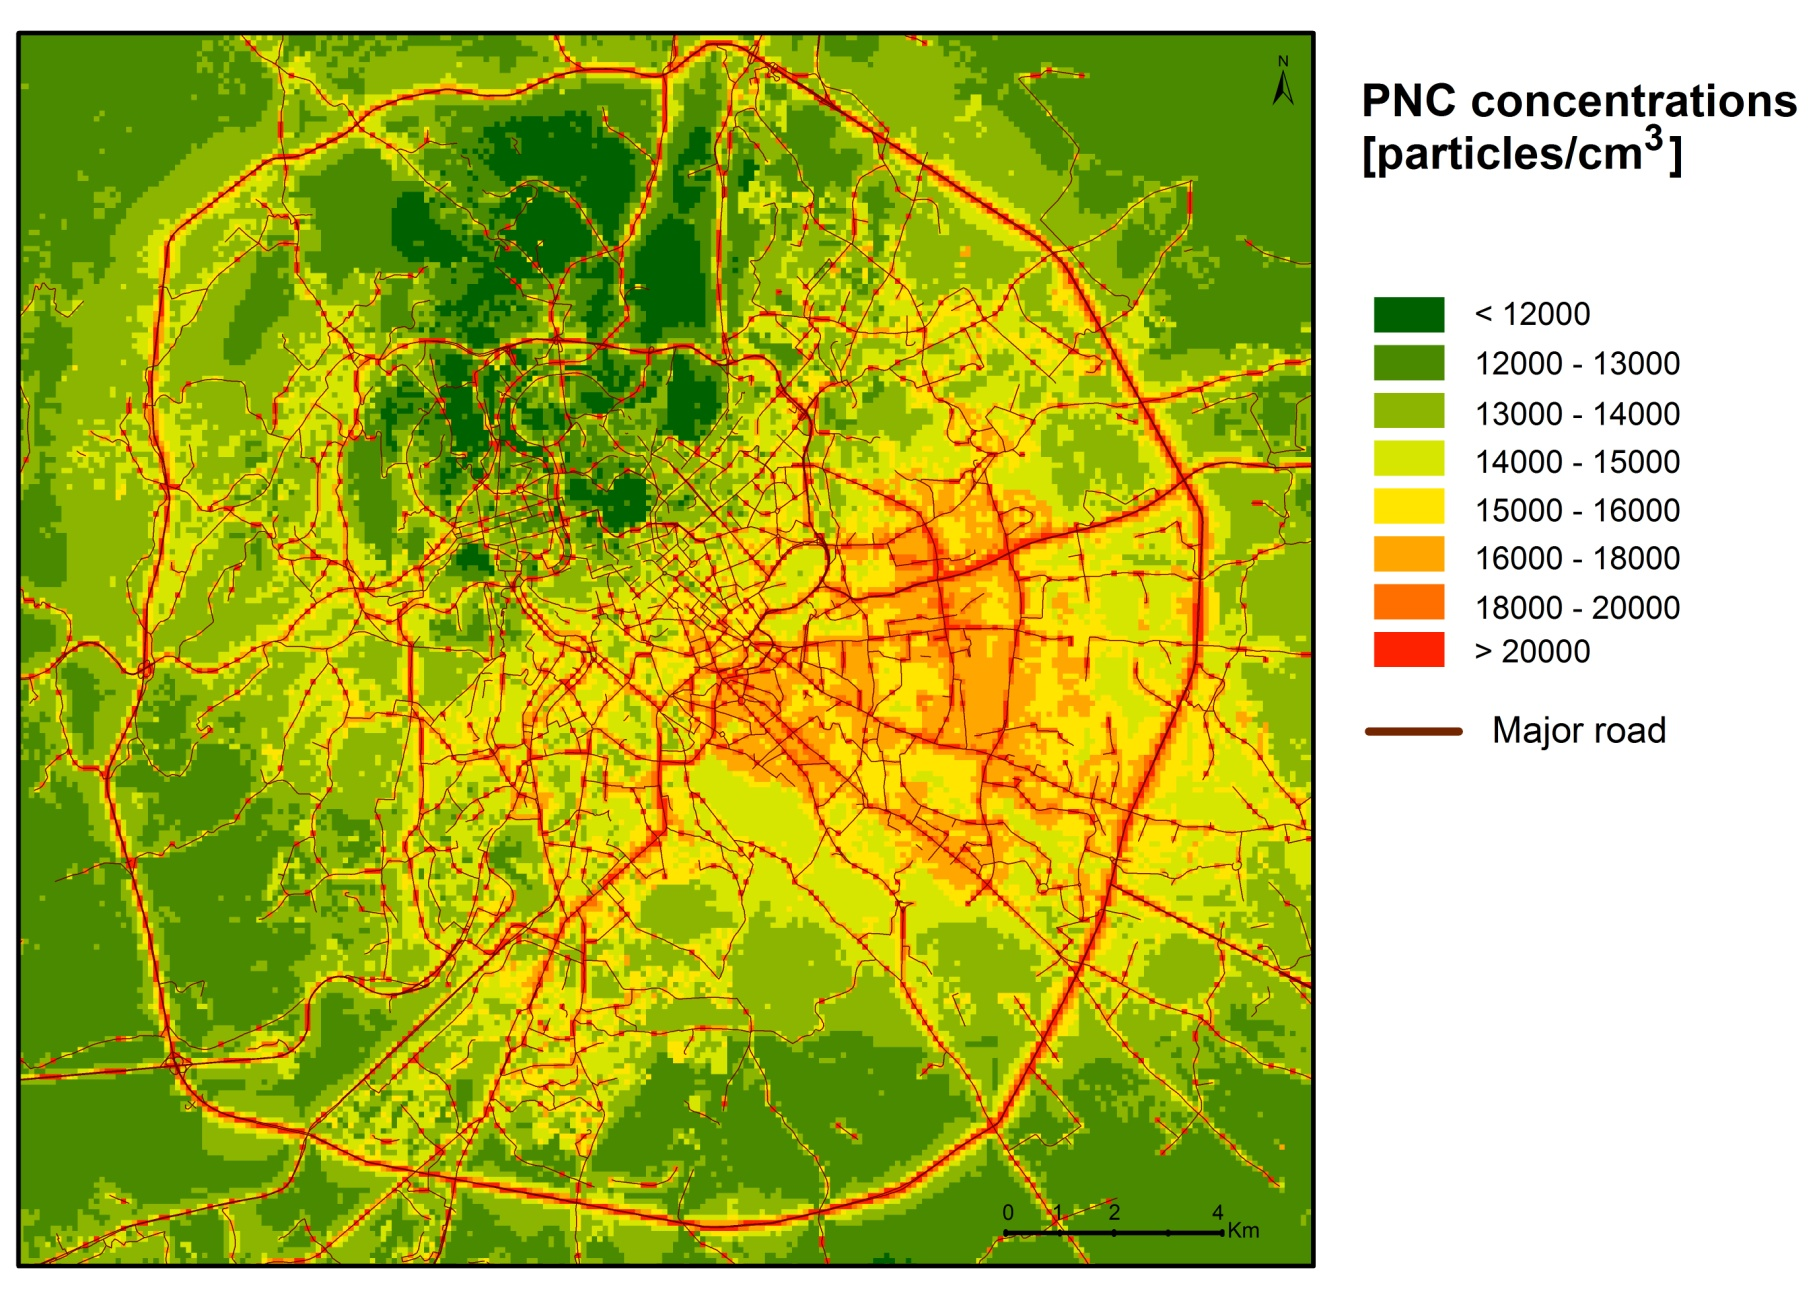 N
PNC concentrations
[particles/cm³]
< 12000
12000 - 13000
13000 - 14000
14000 - 15000
15000 - 16000
16000 - 18000
18000 - 20000
> 20000
Major road
0 1 2 4
Km